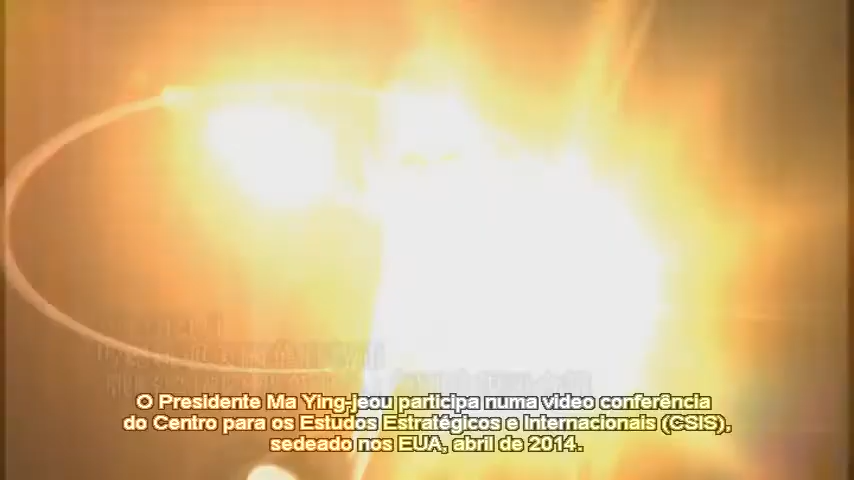 O Presidente Ma Ying-jeou participa numa video conferência
do Centro para os Estudos Estratégicos e Internacionais (CSIS),
sedeado nos EUA, abril de 2014.